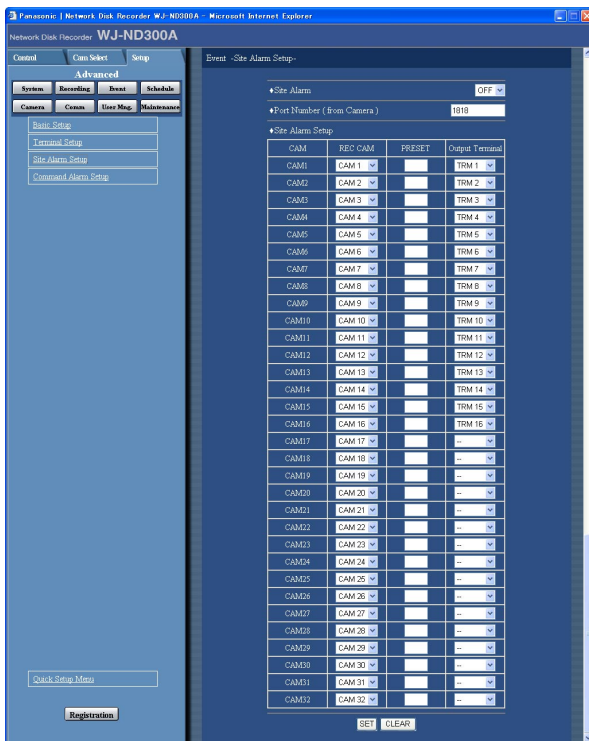 Panasonic | Network Disk Recorder WJ-ND300A - Microsoft Internet Explorer
Network Disk Recorder WJ-ND300A
Control Cam Select Setup
Advanced
System Recording Event Schedule
Camera Comm User Mng. Maintenance
Basic Setup
Terminal Setup
Site Alarm Setup
Command Alarm Setup
Quick Setup Menu
Registration
Event -Site Alarm Setup-
♦Site Alarm OFF
♦Port Number ( from Camera ) 1818
♦Site Alarm Setup
CAM REC CAM PRESET Output Terminal
CAM1 CAM 1 TRM 1
CAM2 CAM 2 TRM 2
CAM3 CAM 3 TRM 3
CAM4 CAM 4 TRM 4
CAM5 CAM 5 TRM 5
CAM6 CAM 6 TRM 6
CAM7 CAM 7 TRM 7
CAM8 CAM 8 TRM 8
CAM9 CAM 9 TRM 9
CAM10 CAM 10 TRM 10
CAM11 CAM 11 TRM 11
CAM12 CAM 12 TRM 12
CAM13 CAM 13 TRM 13
CAM14 CAM 14 TRM 14
CAM15 CAM 15 TRM 15
CAM16 CAM 16 TRM 16
CAM17 CAM 17 --
CAM18 CAM 18 --
CAM19 CAM 19 --
CAM20 CAM 20 --
CAM21 CAM 21 --
CAM22 CAM 22 --
CAM23 CAM 23 --
CAM24 CAM 24 --
CAM25 CAM 25 --
CAM26 CAM 26 --
CAM27 CAM 27 --
CAM28 CAM 28 --
CAM29 CAM 29 --
CAM30 CAM 30 --
CAM31 CAM 31 --
CAM32 CAM 32 --
SET CLEAR